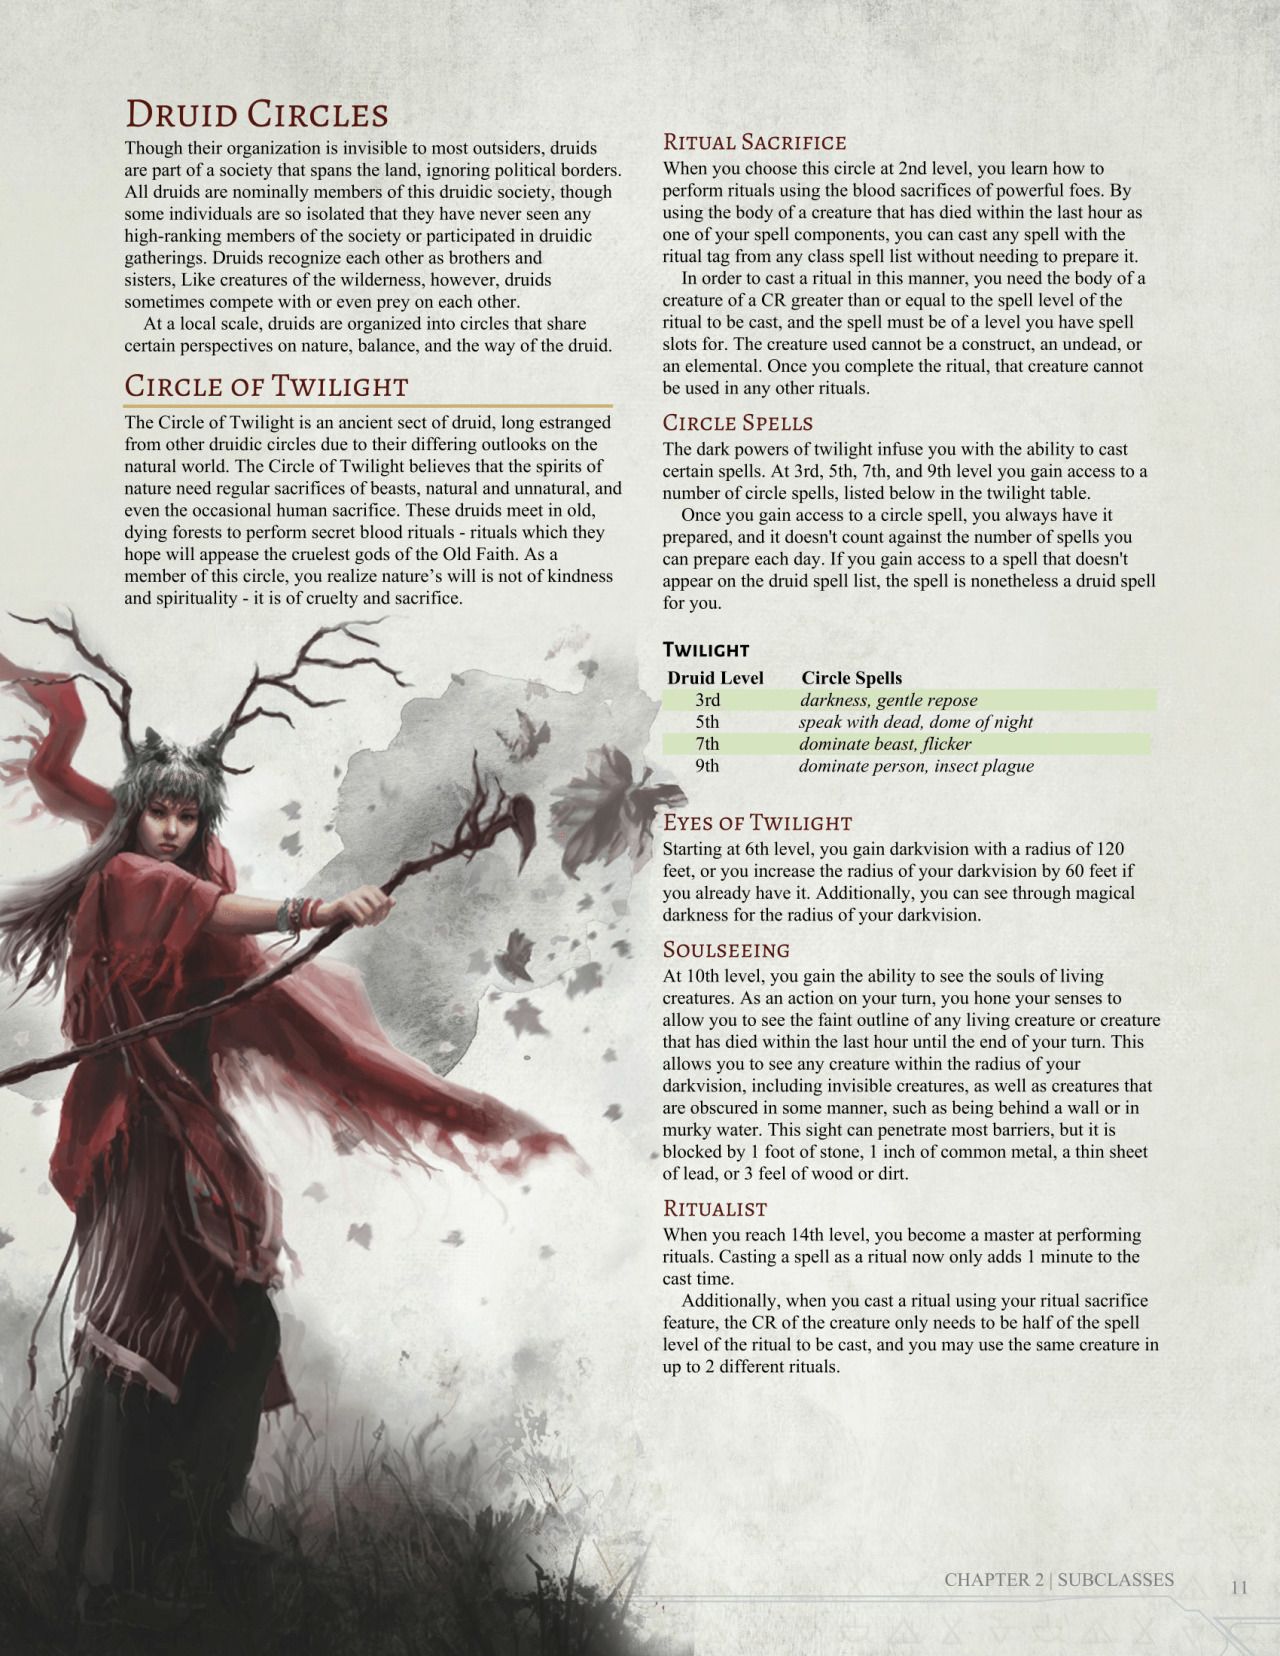 Druid Circles
Though their organization is invisible to most outsiders, druids
are part of a society that spans the land, ignoring political borders.
All druids are nominally members of this druidic society, though
some individuals are so isolated that they have never seen any
high-ranking members of the society or participated in druidic
gatherings. Druids recognize each other as brothers and
sisters, Like creatures of the wilderness, however, druids
sometimes compete with or even prey on each other.
At a local scale, druids are organized into circles that share
certain perspectives on nature, balance, and the way of the druid.
Circle of Twilight
The Circle of Twilight is an ancient sect of druid, long estranged
from other druidic circles due to their differing outlooks on the
natural world. The Circle of Twilight believes that the spirits of
nature need regular sacrifices of beasts, natural and unnatural, and
even the occasional human sacrifice. These druids meet in old,
dying forests to perform secret blood rituals - rituals which they
hope will appease the cruelest gods of the Old Faith. As a
member of this circle, you realize nature's will is not of kindness
and spirituality - it is of cruelty and sacrifice.
Ritual Sacrifice
When you choose this circle at 2nd level, you learn how to
perform rituals using the blood sacrifices of powerful foes. By
using the body of a creature that has died within the last hour as
one of your spell components, you can cast any spell with the
ritual tag from any class spell list without needing to prepare it.
In order to cast a ritual in this manner, you need the body of a
creature of a CR greater than or equal to the spell level of the
ritual to be cast, and the spell must be of a level you have spell
slots for. The creature used cannot be a construct, an undead, or
an elemental. Once you complete the ritual, that creature cannot
be used in any other rituals.
Circle Spells
The dark powers of twilight infuse you with the ability to cast
certain spells. At 3rd, 5th, 7th, and 9th level you gain access to a
number of circle spells, listed below in the twilight table.
Once you gain access to a circle spell, you always have it
prepared, and it doesn't count against the number of spells you
can prepare each day. If you gain access to a spell that doesn't
appear on the druid spell list, the spell is nonetheless a druid spell
for you.
Twilight
Druid Level Circle Spells
3rd darkness, gentle repose
5th speak with dead, dome of night
7th dominate beast, flicker
9th dominate person, insect plague
Eyes of Twilight
Starting at 6th level, you gain darkvision with a radius of 120
feet, or you increase the radius of your darkvision by 60 feet if
you already have it. Additionally, you can see through magical
darkness for the radius of your darkvision.
Soulseeing
At 10th level, you gain the ability to see the souls of living
creatures. As an action on your turn, you hone your senses to
allow you to see the faint outline of any living creature or creature
that has died within the last hour until the end of your turn. This
allows you to see any creature within the radius of your
darkvision, including invisible creatures, as well as creatures that
are obscured in some manner, such as being behind a wall or in
murky water. This sight can penetrate most barriers, but it is
blocked by 1 foot of stone, 1 inch of common metal, a thin sheet
of lead, or 3 feel of wood or dirt.
Ritualist
When you reach 14th level, you become a master at performing
rituals. Casting a spell as a ritual now only adds 1 minute to the
cast time.
Additionally, when you cast a ritual using your ritual sacrifice
feature, the CR of the creature only needs to be half of the spell
level of the ritual to be cast, and you may use the same creature in
up to 2 different rituals.
CHAPTER 2 | SUBCLASSES
11